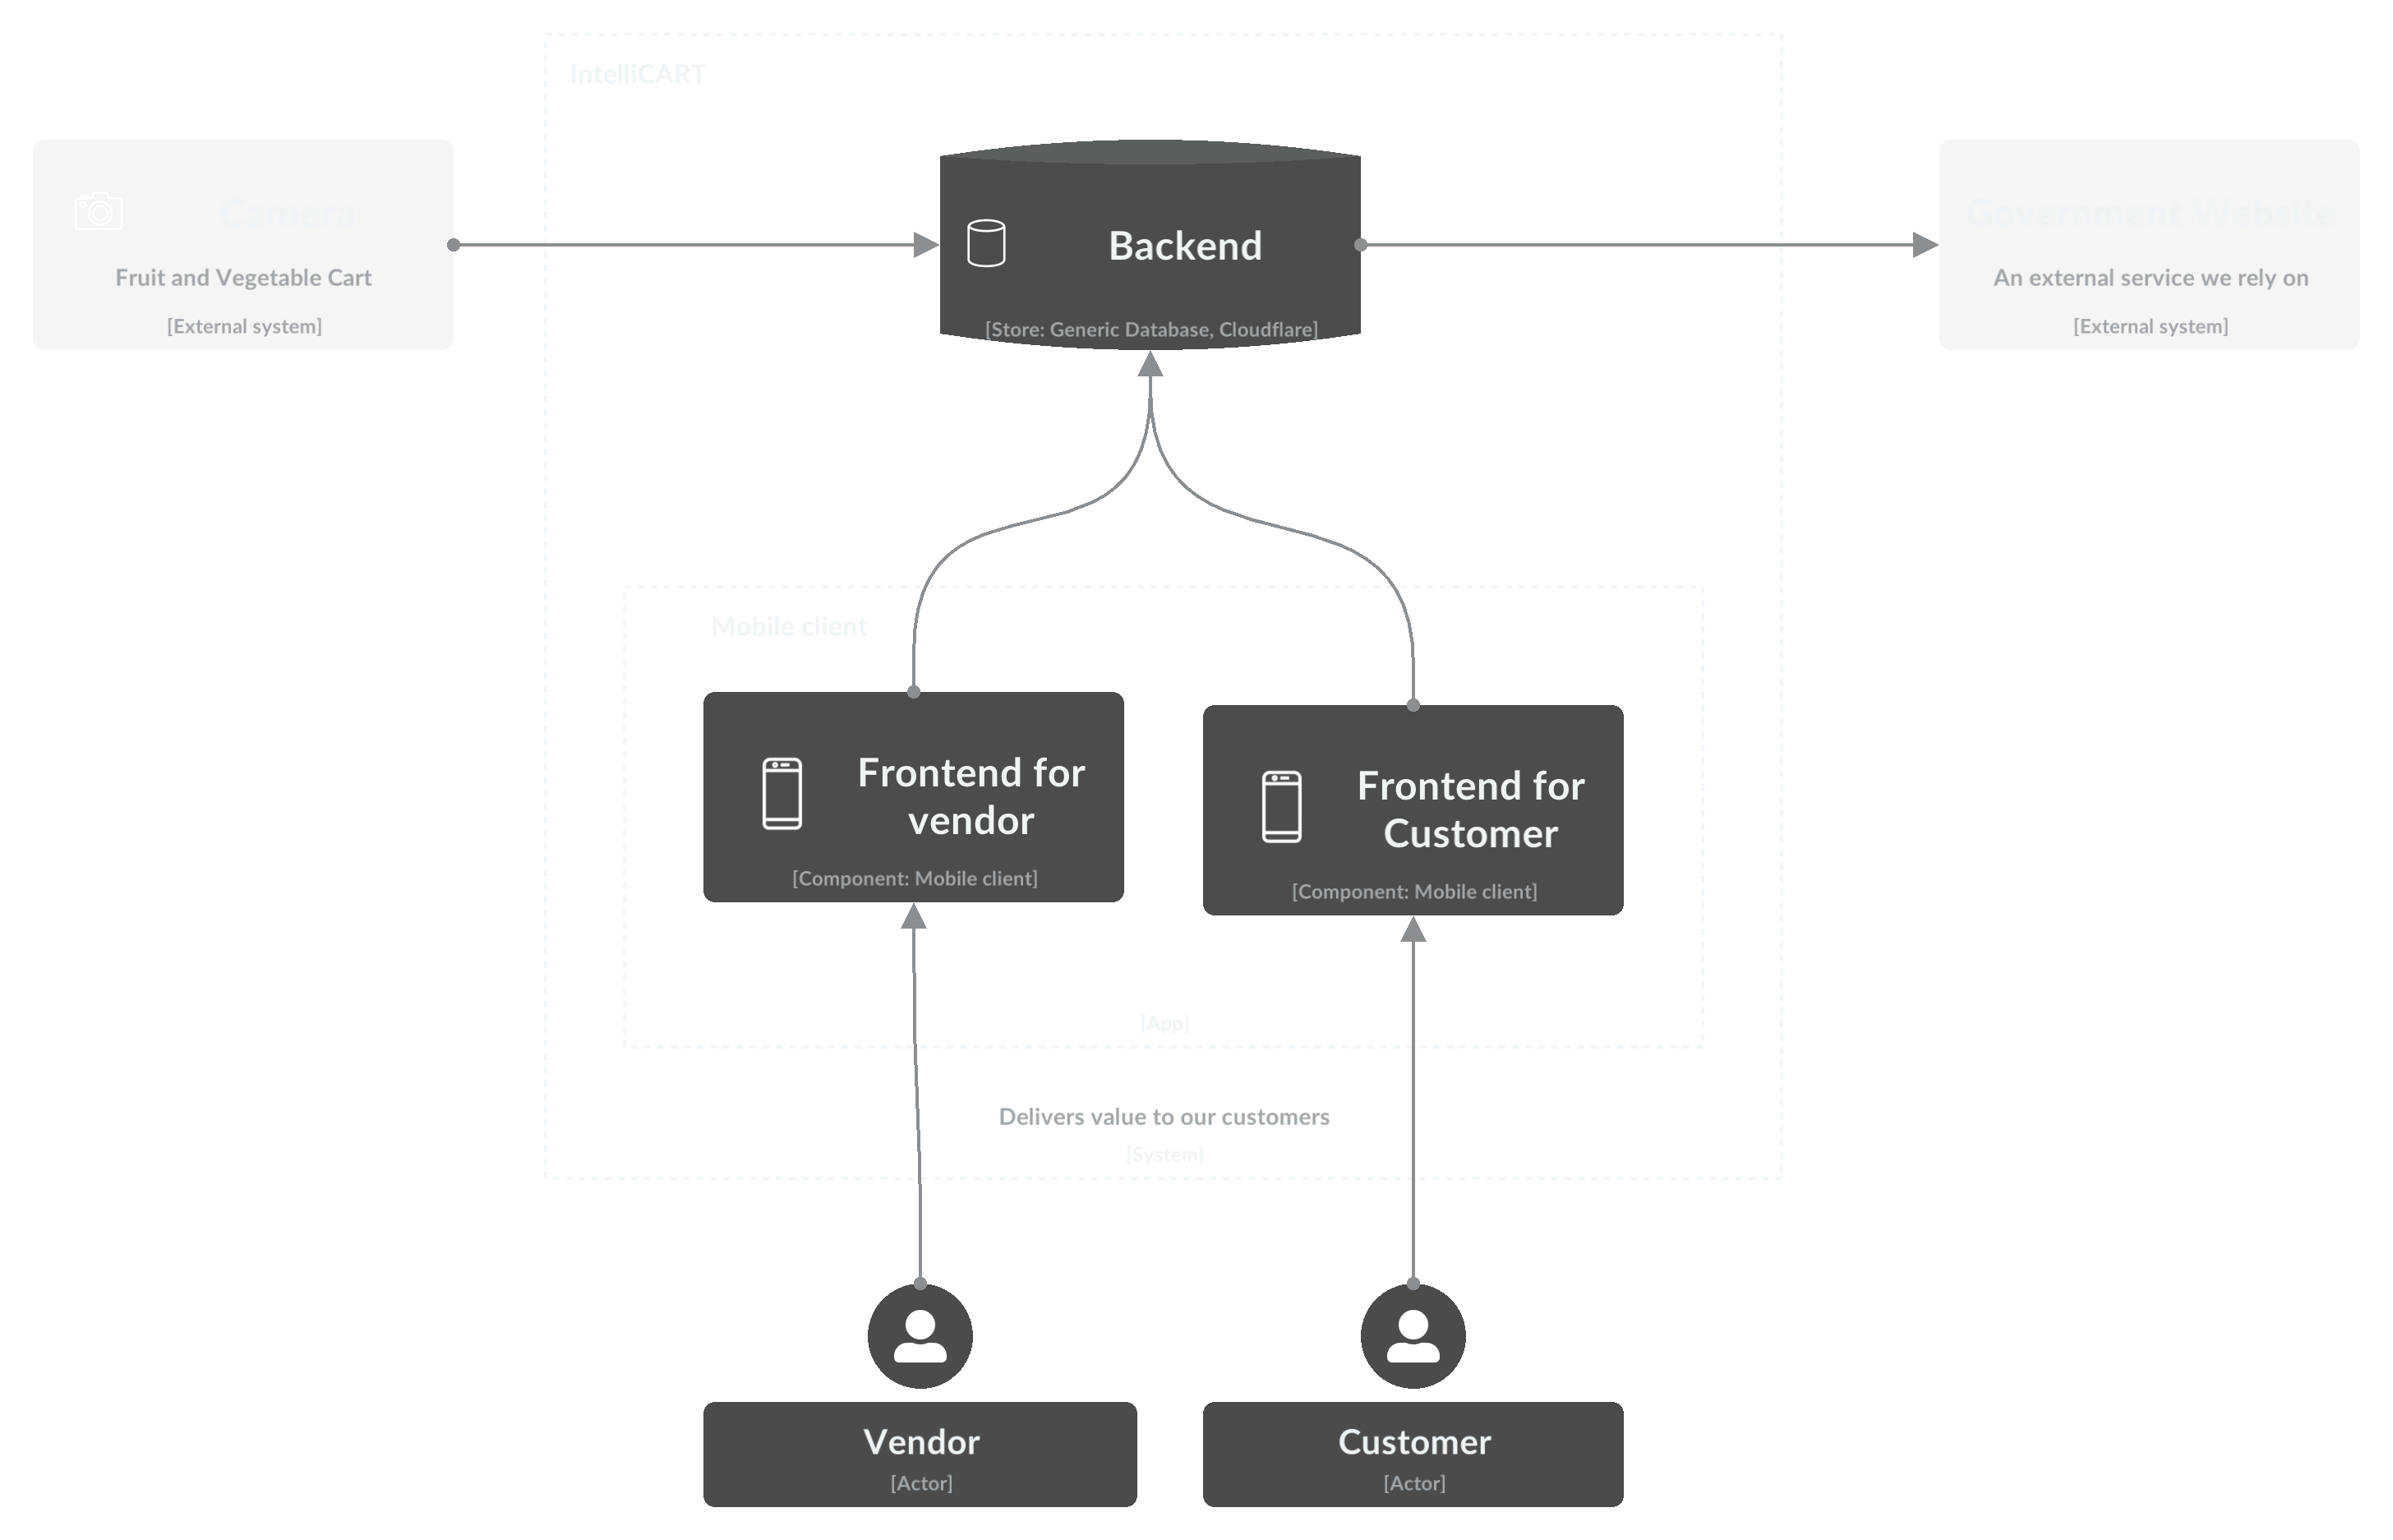 IntelliCART
Camera
Fruit and Vegetable Cart
[External system]
Backend
[Store: Generic Database, Cloudflare]
Government Website
An external service we rely on
[External system]
Mobile client
Frontend for
vendor
[Component: Mobile client]
Frontend for
Customer
[Component: Mobile client]
[App]
Delivers value to our customers
[System]
Vendor
[Actor]
Customer
[Actor]